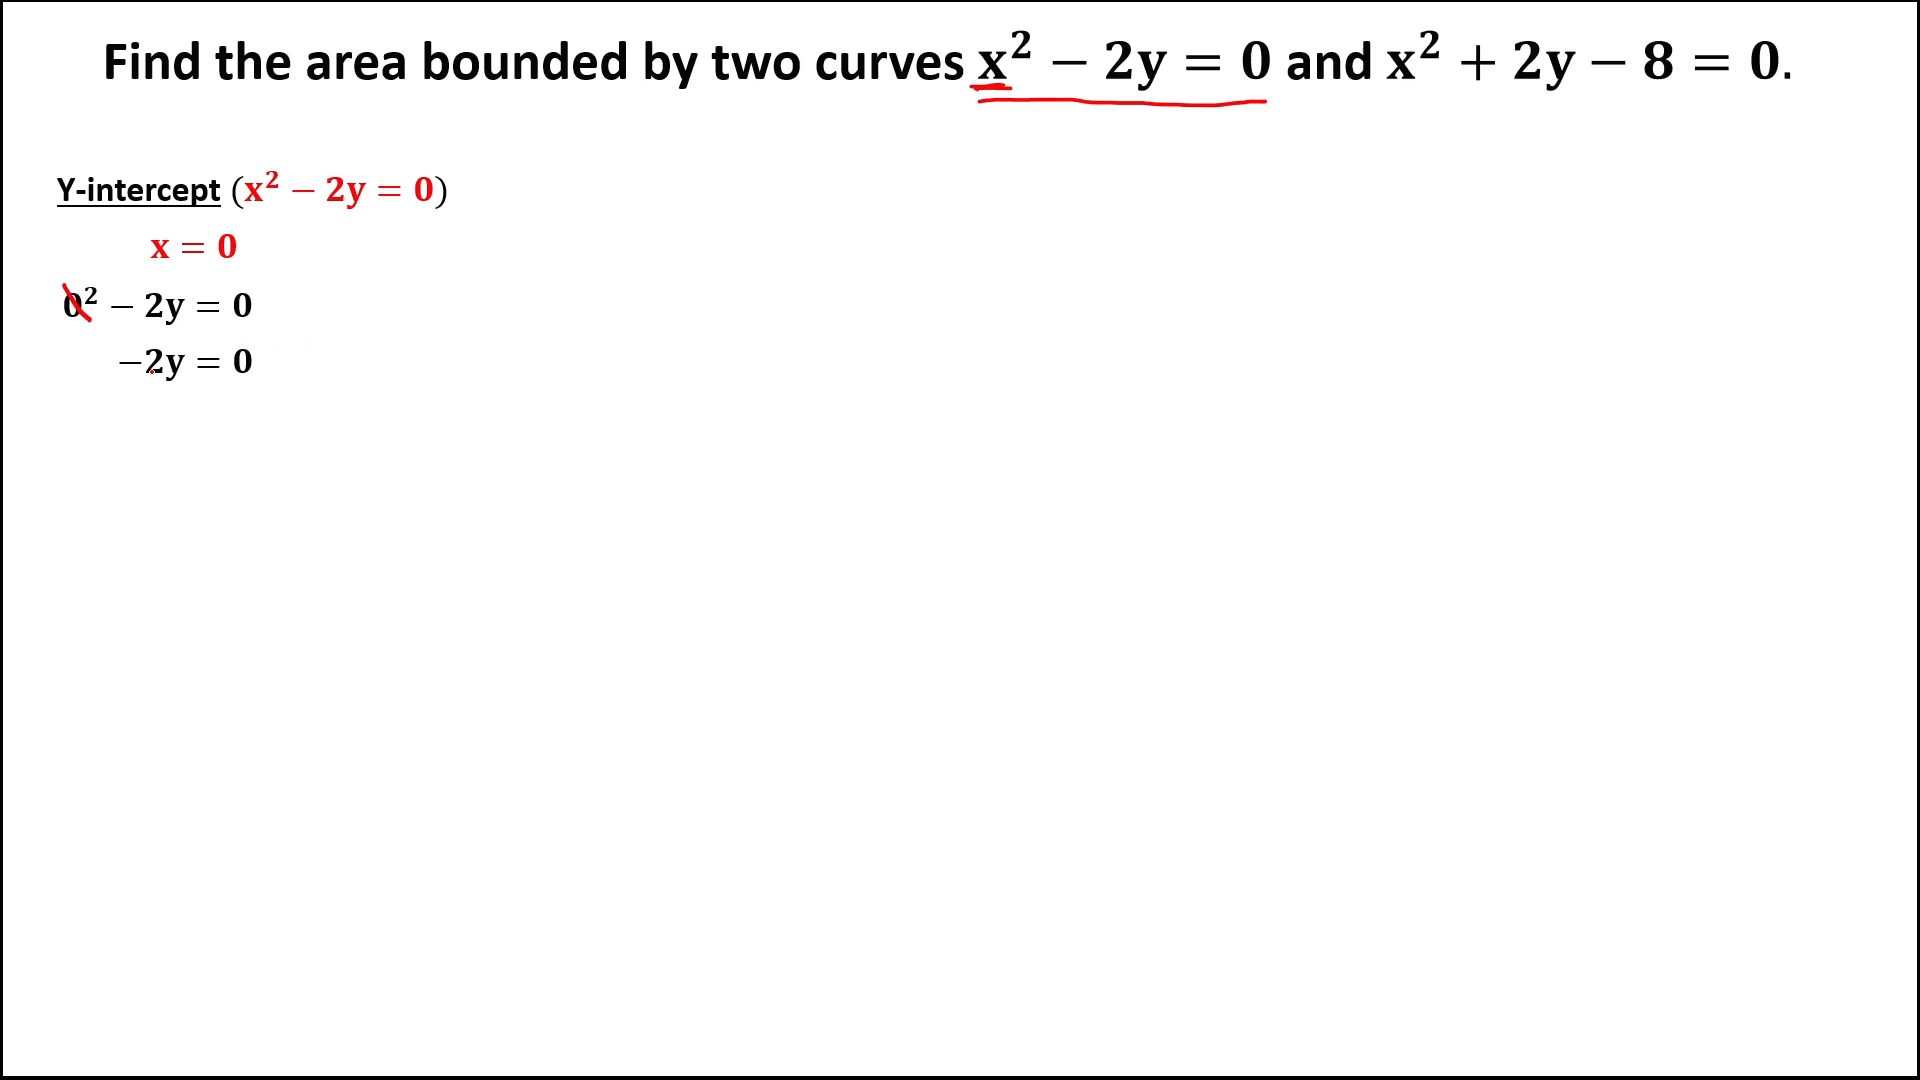 Find the area bounded by two curves x² − 2y = 0 and x² + 2y − 8 = 0.
Y-intercept (x² − 2y = 0)
x = 0
0² − 2y = 0
−2y = 0